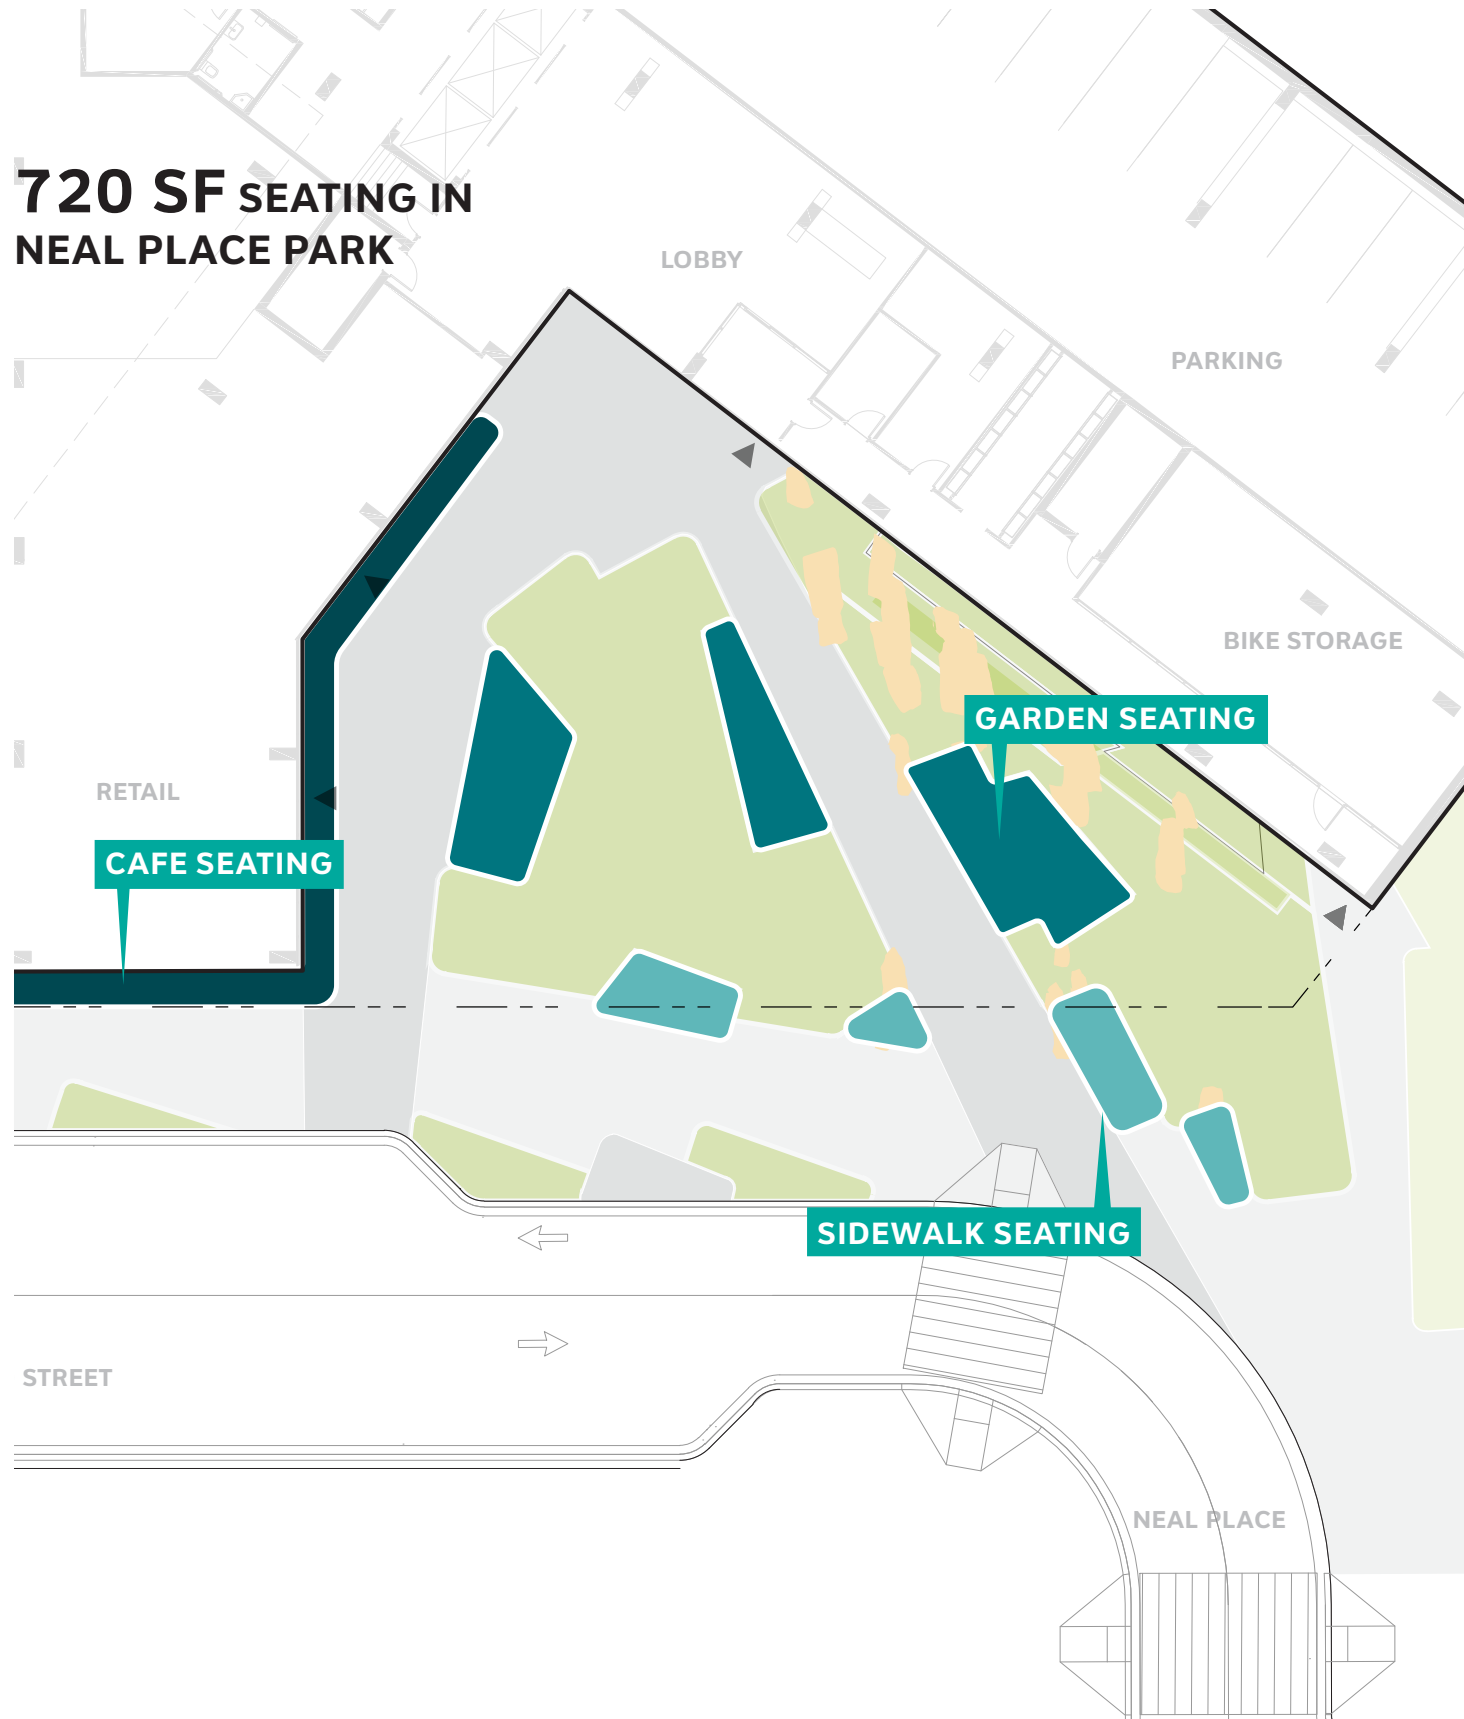 720 SF SEATING IN
NEAL PLACE PARK
LOBBY
PARKING
BIKE STORAGE
GARDEN SEATING
RETAIL
CAFE SEATING
SIDEWALK SEATING
STREET
NEAL PLACE